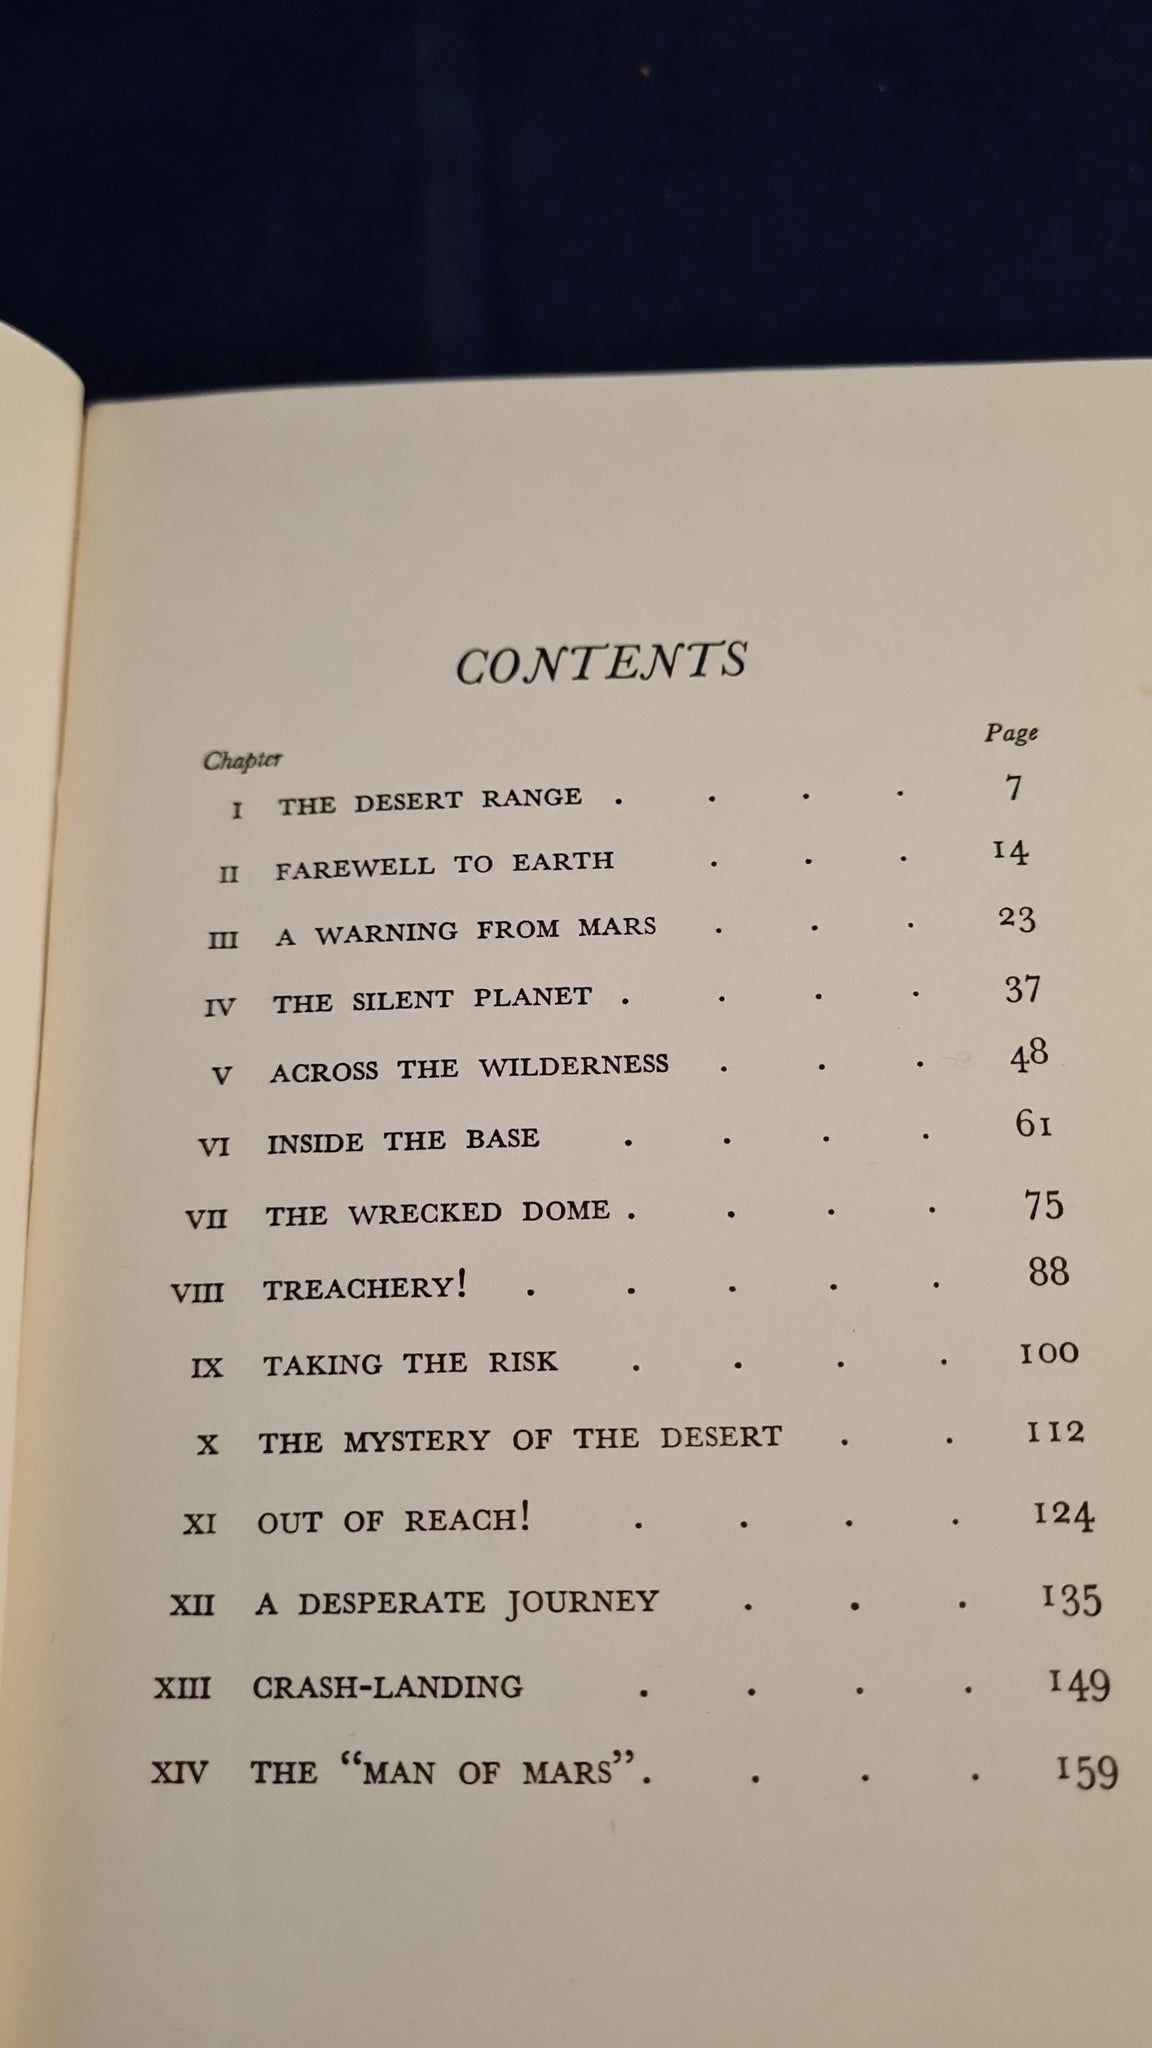 CONTENTS
Chapter Page
I THE DESERT RANGE . . . . 7
II FAREWELL TO EARTH . . . 14
III A WARNING FROM MARS . . . 23
IV THE SILENT PLANET . . . . 37
V ACROSS THE WILDERNESS . . . 48
VI INSIDE THE BASE . . . . 61
VII THE WRECKED DOME . . . . 75
VIII TREACHERY! . . . . . 88
IX TAKING THE RISK . . . . 100
X THE MYSTERY OF THE DESERT . . 112
XI OUT OF REACH! . . . . 124
XII A DESPERATE JOURNEY . . . 135
XIII CRASH-LANDING . . . . 149
XIV THE “MAN OF MARS”. . . . 159